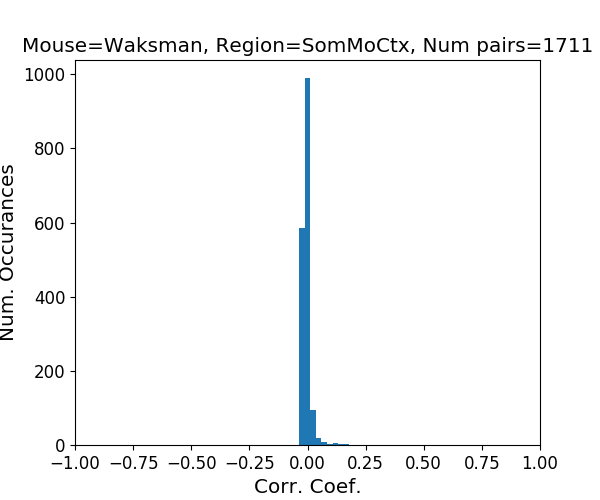 Mouse=Waksman, Region=SomMoCtx, Num pairs=1711
1000
800
600
400
200
0
Num. Occurances
−1.00 −0.75 −0.50 −0.25 0.00 0.25 0.50 0.75 1.00
Corr. Coef.